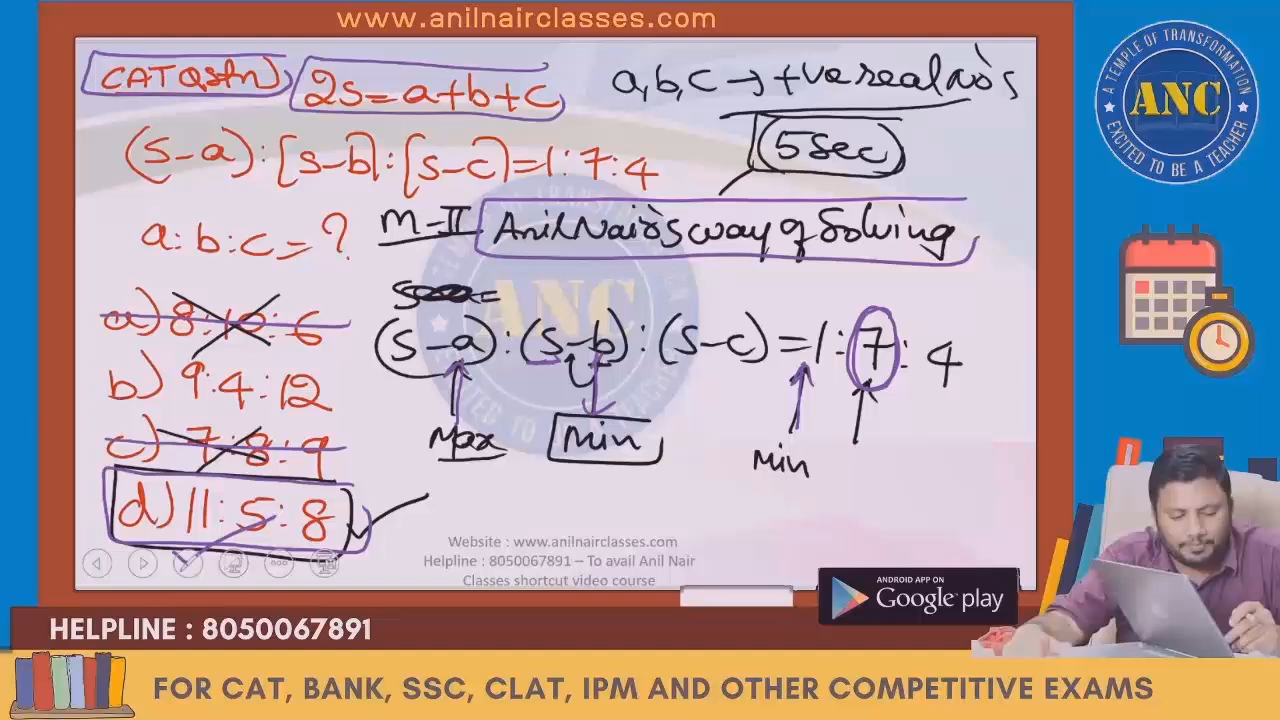 www.anilnairclasses.com
CAT Qstn
2s=a+b+c
a,b,c → +ve real no's
(5 sec)
(s-a):[s-b]:[s-c]=1:7:4
a:b:c=?
M-II Anil Nair's way of Solving
a) 8:10:6
b) 9:4:12
c) 7:8:9
d) 11:5:8
(s-a):(s-b):(s-c)=1:7:4
Max
Min
Min
Website : www.anilnairclasses.com
Helpline : 8050067891 – To avail Anil Nair
Classes shortcut video course
A TEMPLE OF TRANSFORMATION
ANC
EXCITED TO BE A TEACHER
ANDROID APP ON
Google play
HELPLINE : 8050067891
FOR CAT, BANK, SSC, CLAT, IPM AND OTHER COMPETITIVE EXAMS